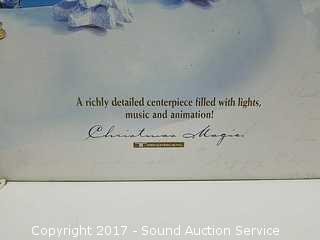 A richly detailed centerpiece filled with lights,
music and animation!
Christmas Magic
Copyright 2017 - Sound Auction Service